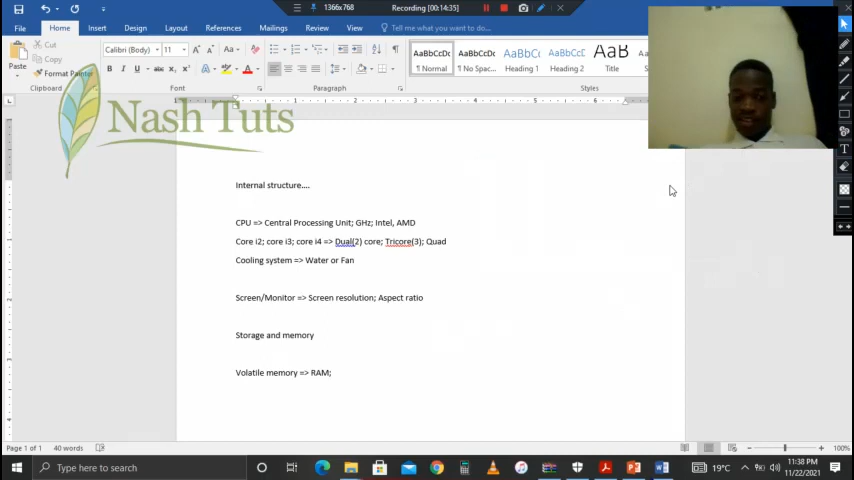 1366x768
Recording [00:14:35]
File
Home
Insert
Design
Layout
References
Mailings
Review
View
Tell me what you want to do...
Paste
Cut
Copy
Format Painter
Clipboard
Calibri (Body)
11
Font
Paragraph
AaBbCcDc
¶ Normal
AaBbCcDc
¶ No Spac...
AaBbCc
Heading 1
AaBbCcD
Heading 2
AaB
Title
Styles
Nash Tuts
Internal structure....
CPU => Central Processing Unit; GHz; Intel, AMD
Core i2; core i3; core i4 => Dual(2) core; Tricore(3); Quad
Cooling system => Water or Fan
Screen/Monitor => Screen resolution; Aspect ratio
Storage and memory
Volatile memory => RAM;
Page 1 of 1
40 words
100%
Type here to search
19°C
11:38 PM
11/22/2021